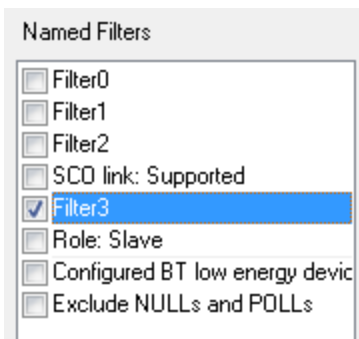 Named Filters
Filter0
Filter1
Filter2
SCO link: Supported
Filter3
Role: Slave
Configured BT low energy devic
Exclude NULLs and POLLs